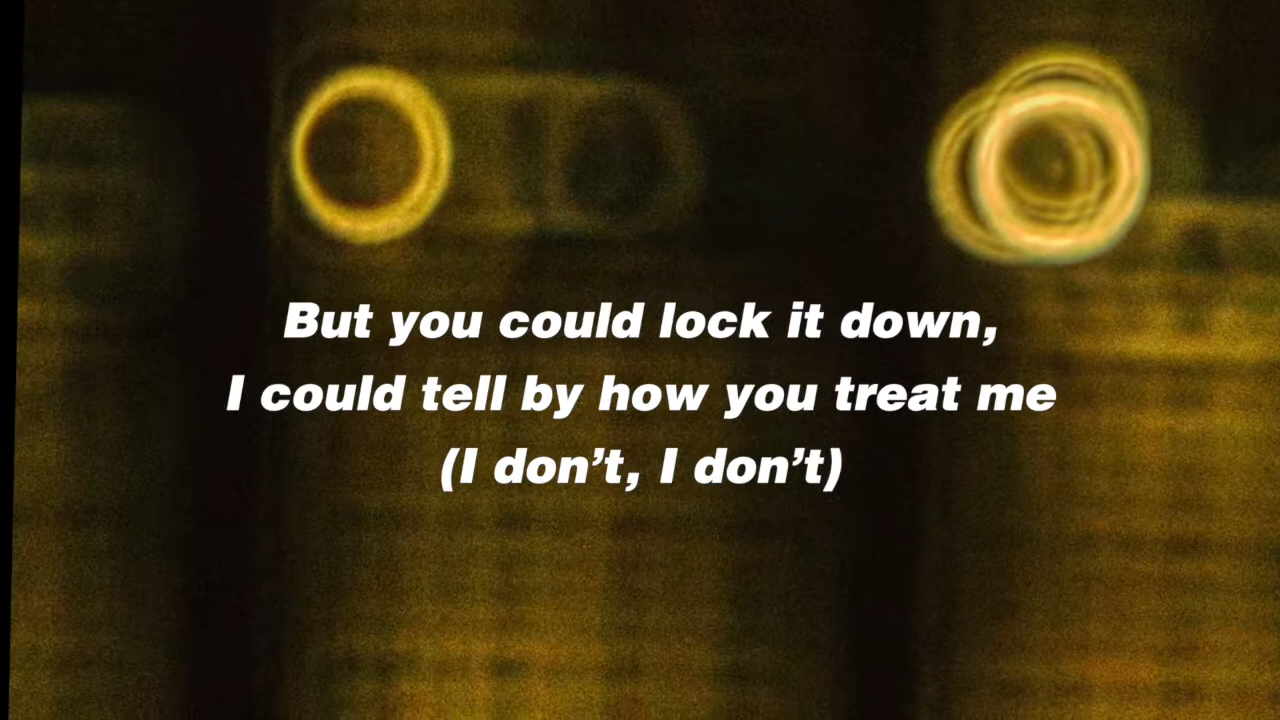 But you could lock it down,
I could tell by how you treat me
(I don’t, I don’t)